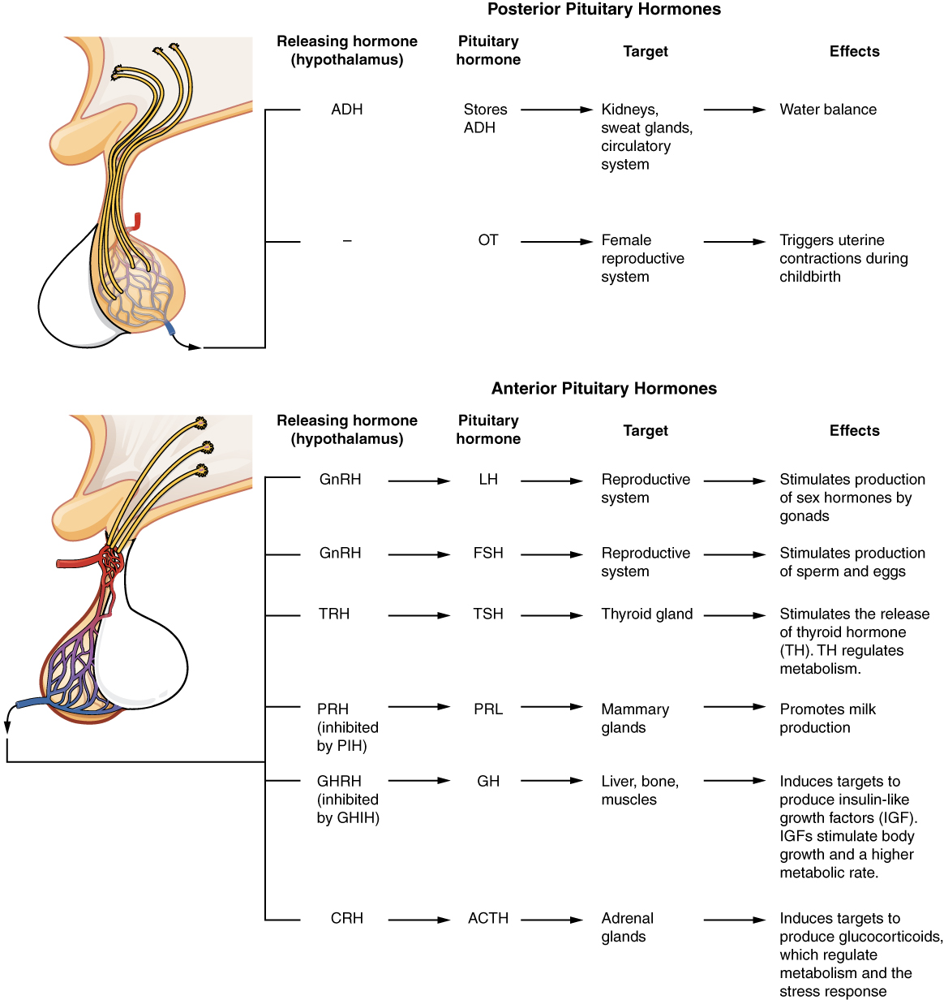 Posterior Pituitary Hormones
Releasing hormone
(hypothalamus)
Pituitary
hormone
Target
Effects
ADH
Stores
ADH
Kidneys,
sweat glands,
circulatory
system
Water balance
–
OT
Female
reproductive
system
Triggers uterine
contractions during
childbirth
Anterior Pituitary Hormones
Releasing hormone
(hypothalamus)
Pituitary
hormone
Target
Effects
GnRH
LH
Reproductive
system
Stimulates production
of sex hormones by
gonads
GnRH
FSH
Reproductive
system
Stimulates production
of sperm and eggs
TRH
TSH
Thyroid gland
Stimulates the release
of thyroid hormone
(TH). TH regulates
metabolism.
PRH
(inhibited
by PIH)
PRL
Mammary
glands
Promotes milk
production
GHRH
(inhibited
by GHIH)
GH
Liver, bone,
muscles
Induces targets to
produce insulin-like
growth factors (IGF).
IGFs stimulate body
growth and a higher
metabolic rate.
CRH
ACTH
Adrenal
glands
Induces targets to
produce glucocorticoids,
which regulate
metabolism and the
stress response